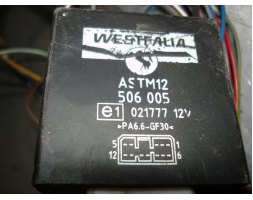 WESTFALIA
ASTM12
506 005
e1 021777 12V
>PA6.6-GF30<
5 1
12 6